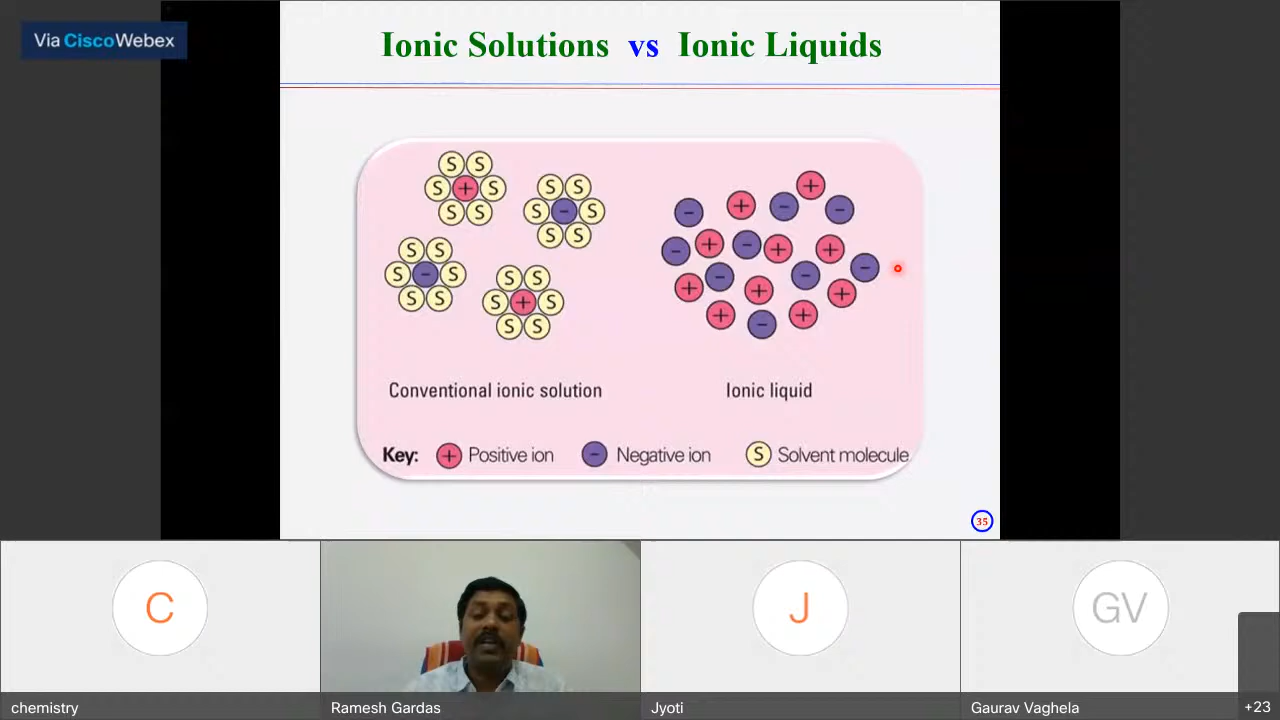 Via CiscoWebex
Ionic Solutions vs Ionic Liquids
S S
S + S
S S
S S
S - S
S S
S S
S - S
S S
S S
S + S
S S
+
- + - -
- + - + +
- -
+ - + +
+ - +
Conventional ionic solution Ionic liquid
Key: + Positive ion - Negative ion S Solvent molecule
35
C J GV
chemistry Ramesh Gardas Jyoti Gaurav Vaghela +23